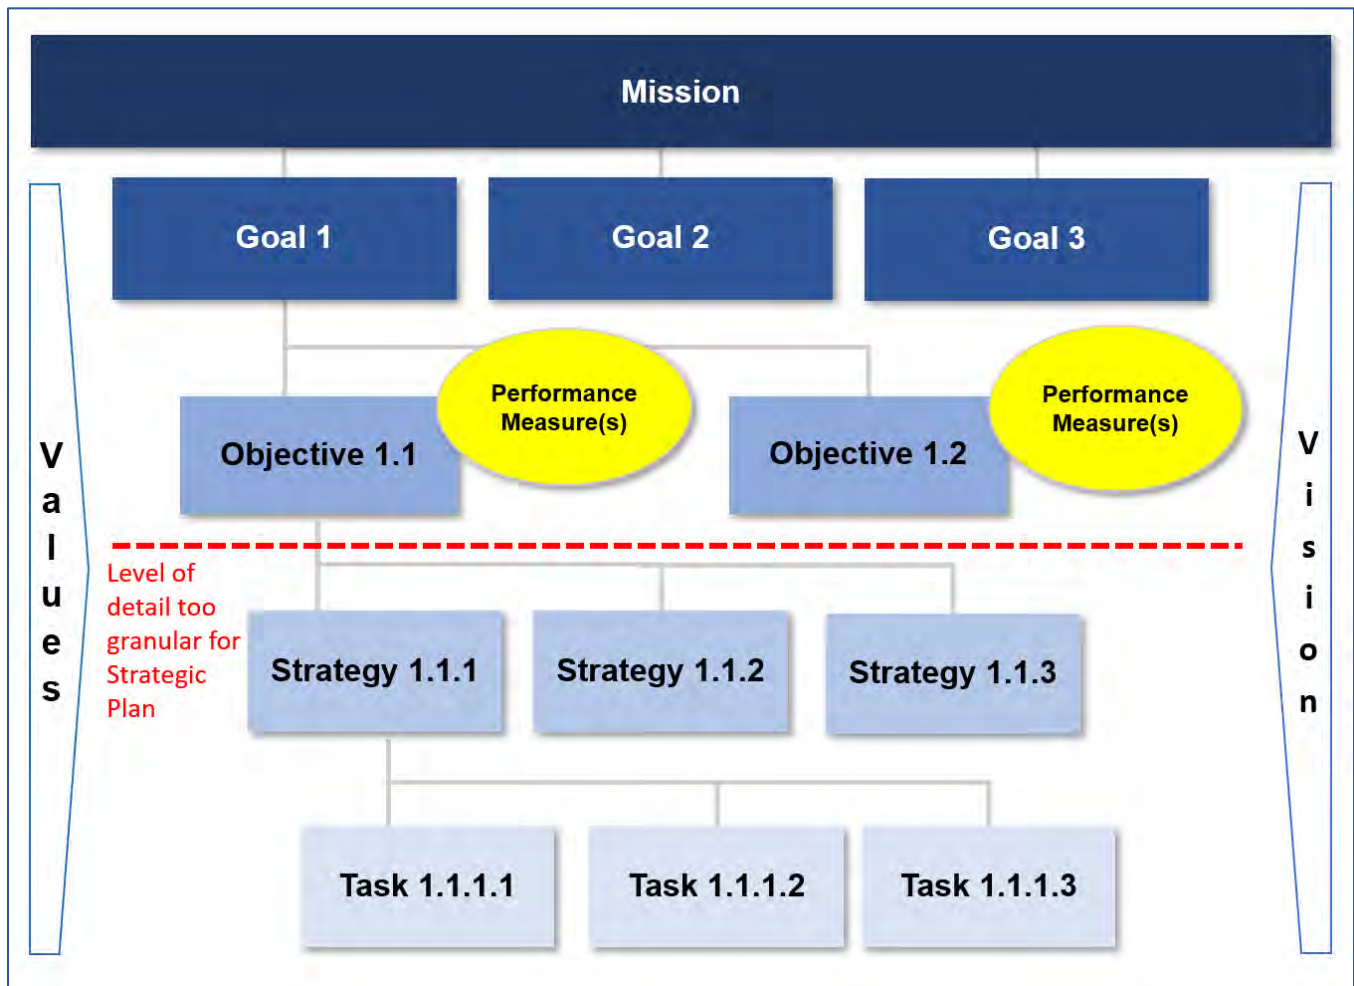 Mission
Goal 1
Goal 2
Goal 3
Performance
Measure(s)
Performance
Measure(s)
Objective 1.1
Objective 1.2
Values
Vision
Level of
detail too
granular for
Strategic
Plan
Strategy 1.1.1
Strategy 1.1.2
Strategy 1.1.3
Task 1.1.1.1
Task 1.1.1.2
Task 1.1.1.3